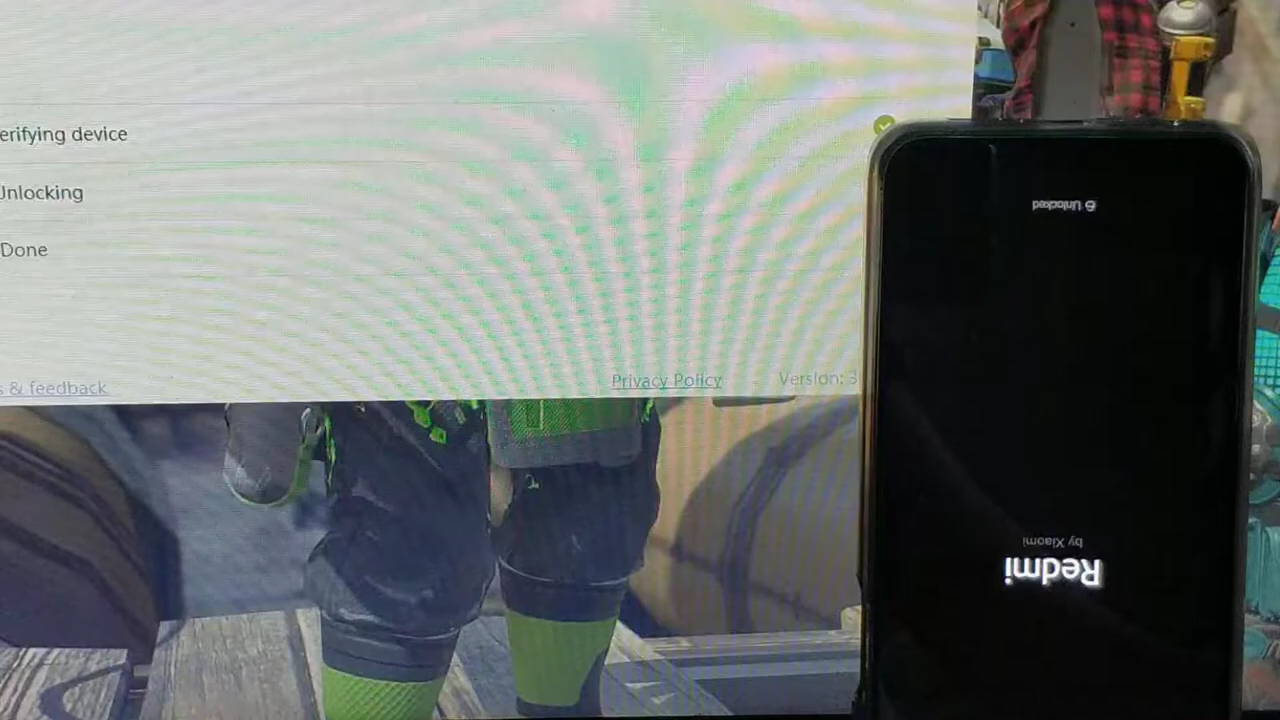 erifying device
Unlocking
Done
s & feedback
Privacy Policy
Version: 3
Unlocked
by Xiaomi
Redmi